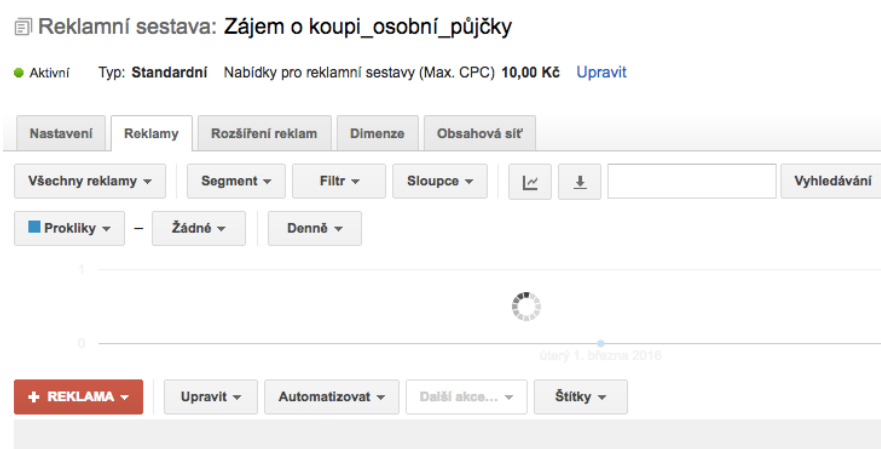 Reklamní sestava: Zájem o koupi_osobní_půjčky
Aktivní Typ: Standardní Nabídky pro reklamní sestavy (Max. CPC) 10,00 Kč Upravit
Nastavení Reklamy Rozšíření reklam Dimenze Obsahová síť
Všechny reklamy Segment Filtr Sloupce Vyhledávání
Prokliky – Žádné Denně
1
0
úterý 1. března 2016
+ REKLAMA Upravit Automatizovat Další akce... Štítky